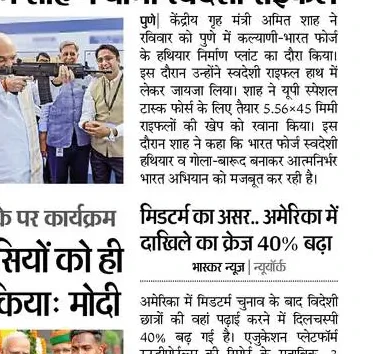 पुणे| केंद्रीय गृह मंत्री अमित शाह ने
रविवार को पुणे में कल्याणी-भारत फोर्ज
के हथियार निर्माण प्लांट का दौरा किया।
इस दौरान उन्होंने स्वदेशी राइफल हाथ में
लेकर जायजा लिया। शाह ने यूपी स्पेशल
टास्क फोर्स के लिए तैयार 5.56×45 मिमी
राइफलों की खेप को रवाना किया। इस
दौरान शाह ने कहा कि भारत फोर्ज स्वदेशी
हथियार व गोला-बारूद बनाकर आत्मनिर्भर
भारत अभियान को मजबूत कर रही है।
के पर कार्यक्रम
सियों को ही
किया: मोदी
मिडटर्म का असर.. अमेरिका में
दाखिले का क्रेज 40% बढ़ा
भास्कर न्यूज | न्यूयॉर्क
अमेरिका में मिडटर्म चुनाव के बाद विदेशी
छात्रों की वहां पढ़ाई करने में दिलचस्पी
40% बढ़ गई है। एजुकेशन प्लेटफॉर्म